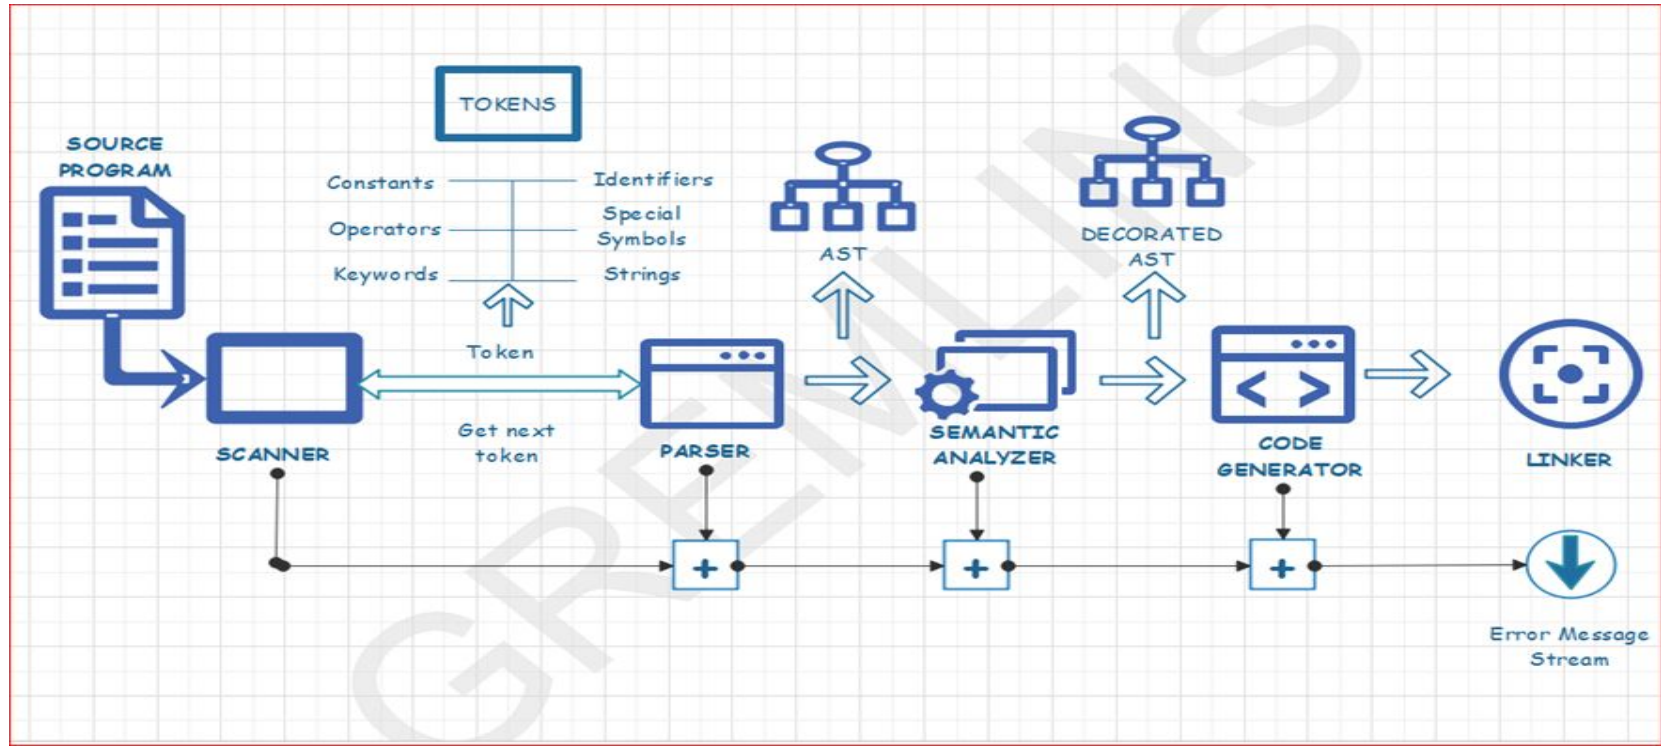 TOKENS
SOURCE
PROGRAM
Constants
Identifiers
Operators
Special
Symbols
Keywords
Strings
AST
DECORATED
AST
Token
Get next
token
SCANNER
PARSER
SEMANTIC
ANALYZER
CODE
GENERATOR
LINKER
< >
+
+
+
Error Message
Stream
GREMLINS